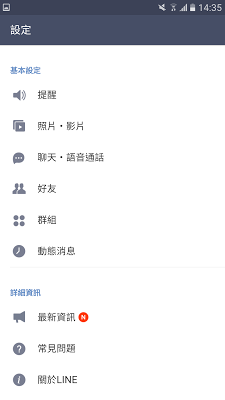 14:35
設定
基本設定
提醒
照片・影片
聊天・語音通話
好友
群組
動態消息
詳細資訊
最新資訊 N
常見問題
關於LINE